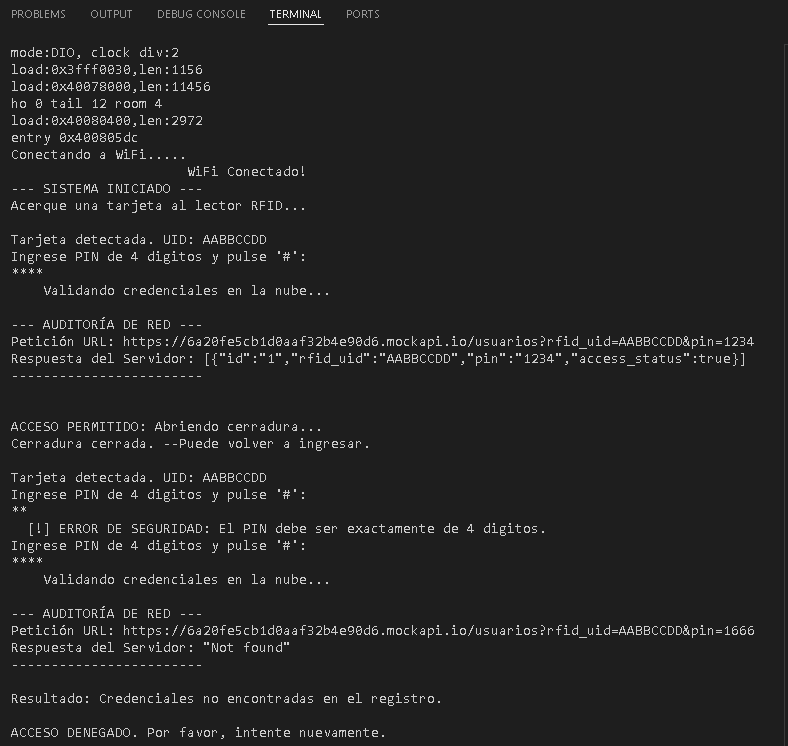 PROBLEMS OUTPUT DEBUG CONSOLE TERMINAL PORTS
mode:DIO, clock div:2
load:0x3fff0030,len:1156
load:0x40078000,len:11456
ho 0 tail 12 room 4
load:0x40080400,len:2972
entry 0x400805dc
Conectando a WiFi.....
WiFi Conectado!
--- SISTEMA INICIADO ---
Acerque una tarjeta al lector RFID...
Tarjeta detectada. UID: AABBCCDD
Ingrese PIN de 4 digitos y pulse '#':
****
Validando credenciales en la nube...
--- AUDITORÍA DE RED ---
Petición URL: https://6a20fe5cb1d0aaf32b4e90d6.mockapi.io/usuarios?rfid_uid=AABBCCDD&pin=1234
Respuesta del Servidor: [{"id":"1","rfid_uid":"AABBCCDD","pin":"1234","access_status":true}]
------------------------
ACCESO PERMITIDO: Abriendo cerradura...
Cerradura cerrada. --Puede volver a ingresar.
Tarjeta detectada. UID: AABBCCDD
Ingrese PIN de 4 digitos y pulse '#':
**
[!] ERROR DE SEGURIDAD: El PIN debe ser exactamente de 4 digitos.
Ingrese PIN de 4 digitos y pulse '#':
****
Validando credenciales en la nube...
--- AUDITORÍA DE RED ---
Petición URL: https://6a20fe5cb1d0aaf32b4e90d6.mockapi.io/usuarios?rfid_uid=AABBCCDD&pin=1666
Respuesta del Servidor: "Not found"
------------------------
Resultado: Credenciales no encontradas en el registro.
ACCESO DENEGADO. Por favor, intente nuevamente.